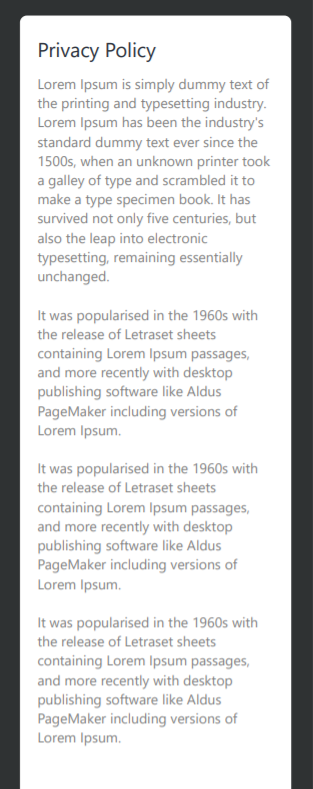 Privacy Policy
Lorem Ipsum is simply dummy text of
the printing and typesetting industry.
Lorem Ipsum has been the industry's
standard dummy text ever since the
1500s, when an unknown printer took
a galley of type and scrambled it to
make a type specimen book. It has
survived not only five centuries, but
also the leap into electronic
typesetting, remaining essentially
unchanged.
It was popularised in the 1960s with
the release of Letraset sheets
containing Lorem Ipsum passages,
and more recently with desktop
publishing software like Aldus
PageMaker including versions of
Lorem Ipsum.
It was popularised in the 1960s with
the release of Letraset sheets
containing Lorem Ipsum passages,
and more recently with desktop
publishing software like Aldus
PageMaker including versions of
Lorem Ipsum.
It was popularised in the 1960s with
the release of Letraset sheets
containing Lorem Ipsum passages,
and more recently with desktop
publishing software like Aldus
PageMaker including versions of
Lorem Ipsum.